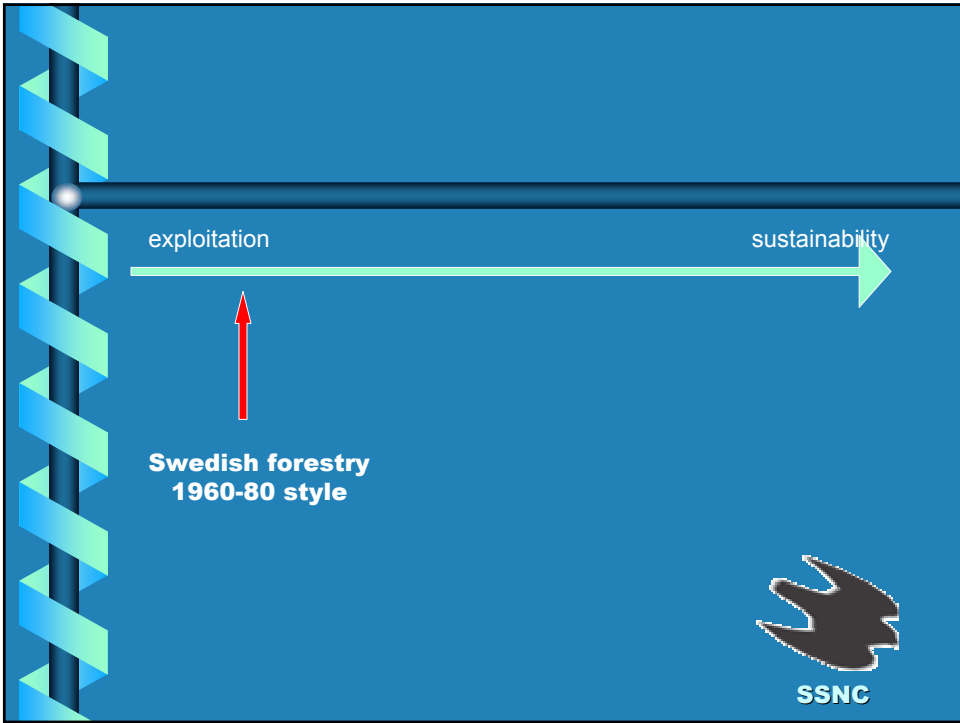 exploitation
sustainability
Swedish forestry
1960-80 style
SSNC